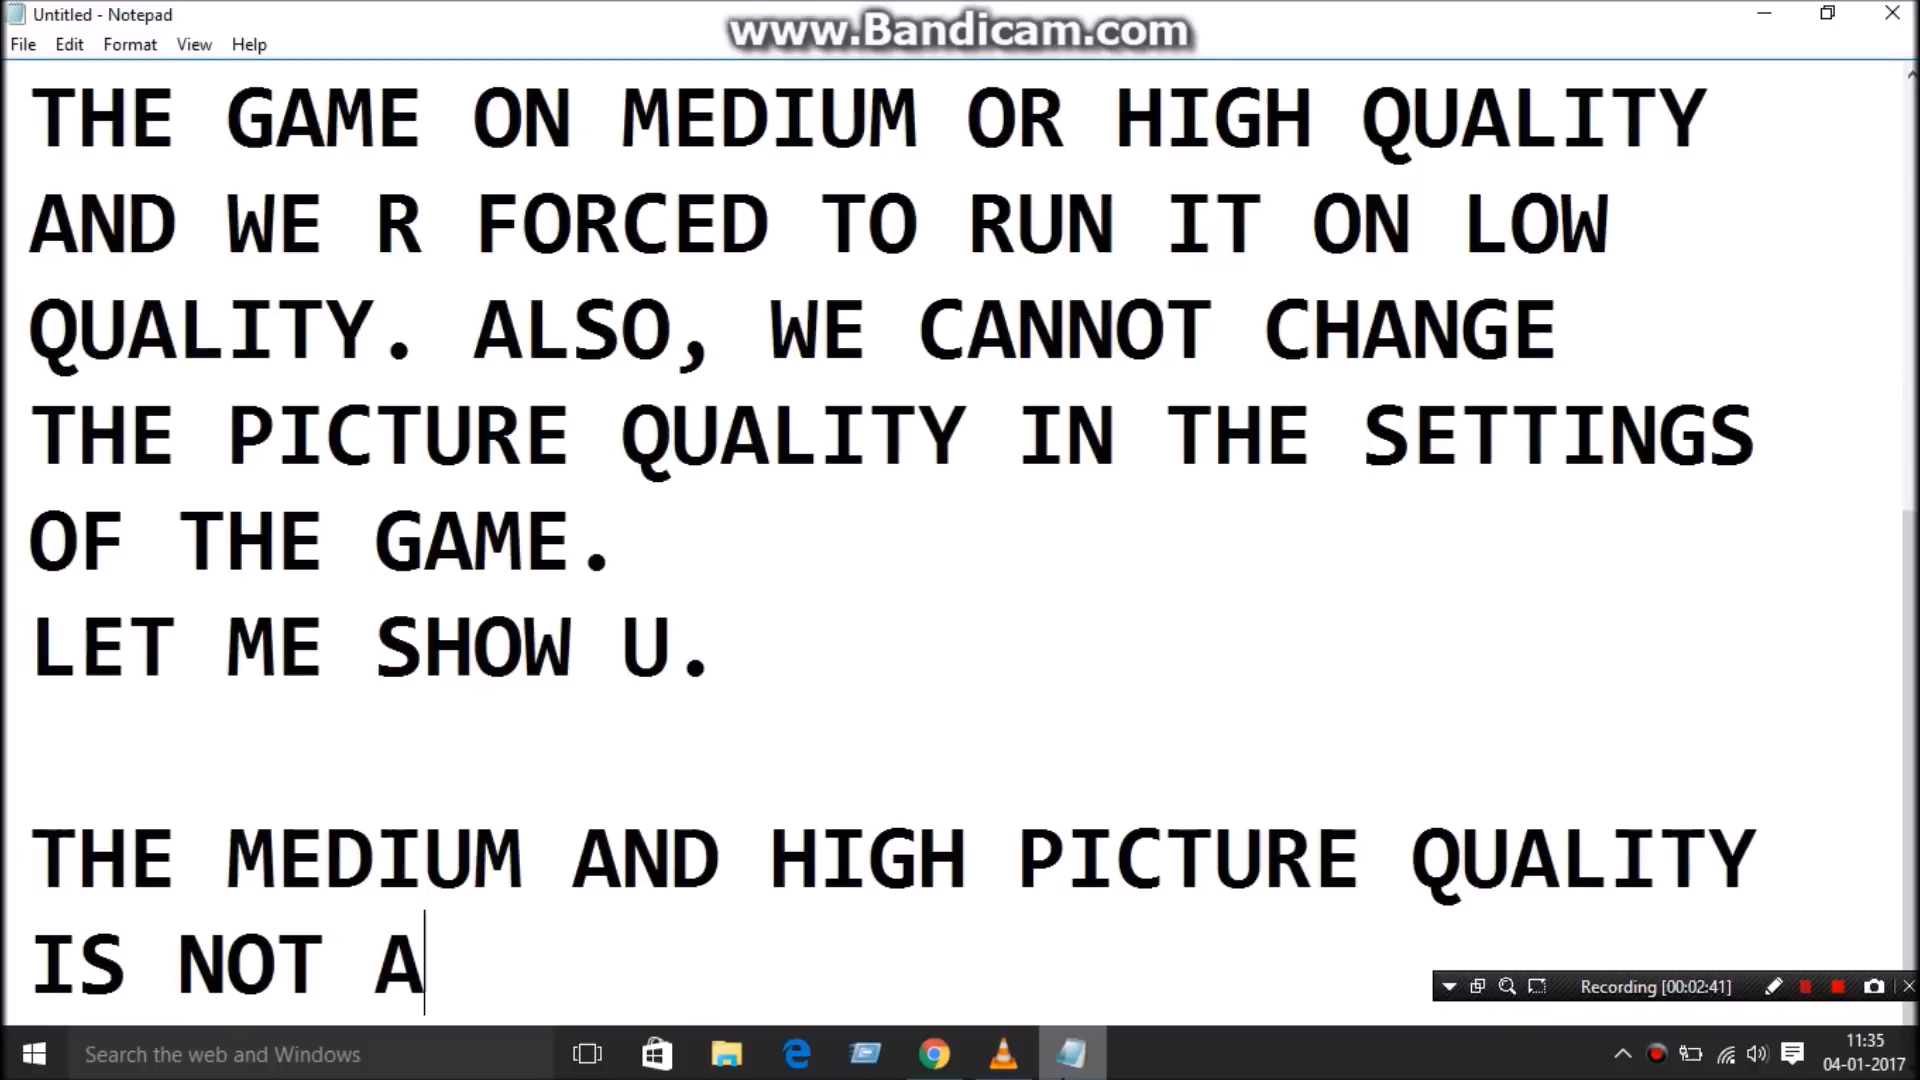 Untitled - Notepad
www.Bandicam.com
File Edit Format View Help
THE GAME ON MEDIUM OR HIGH QUALITY
AND WE R FORCED TO RUN IT ON LOW
QUALITY. ALSO, WE CANNOT CHANGE
THE PICTURE QUALITY IN THE SETTINGS
OF THE GAME.
LET ME SHOW U.
THE MEDIUM AND HIGH PICTURE QUALITY
IS NOT A
Recording [00:02:41]
Search the web and Windows
11:35
04-01-2017